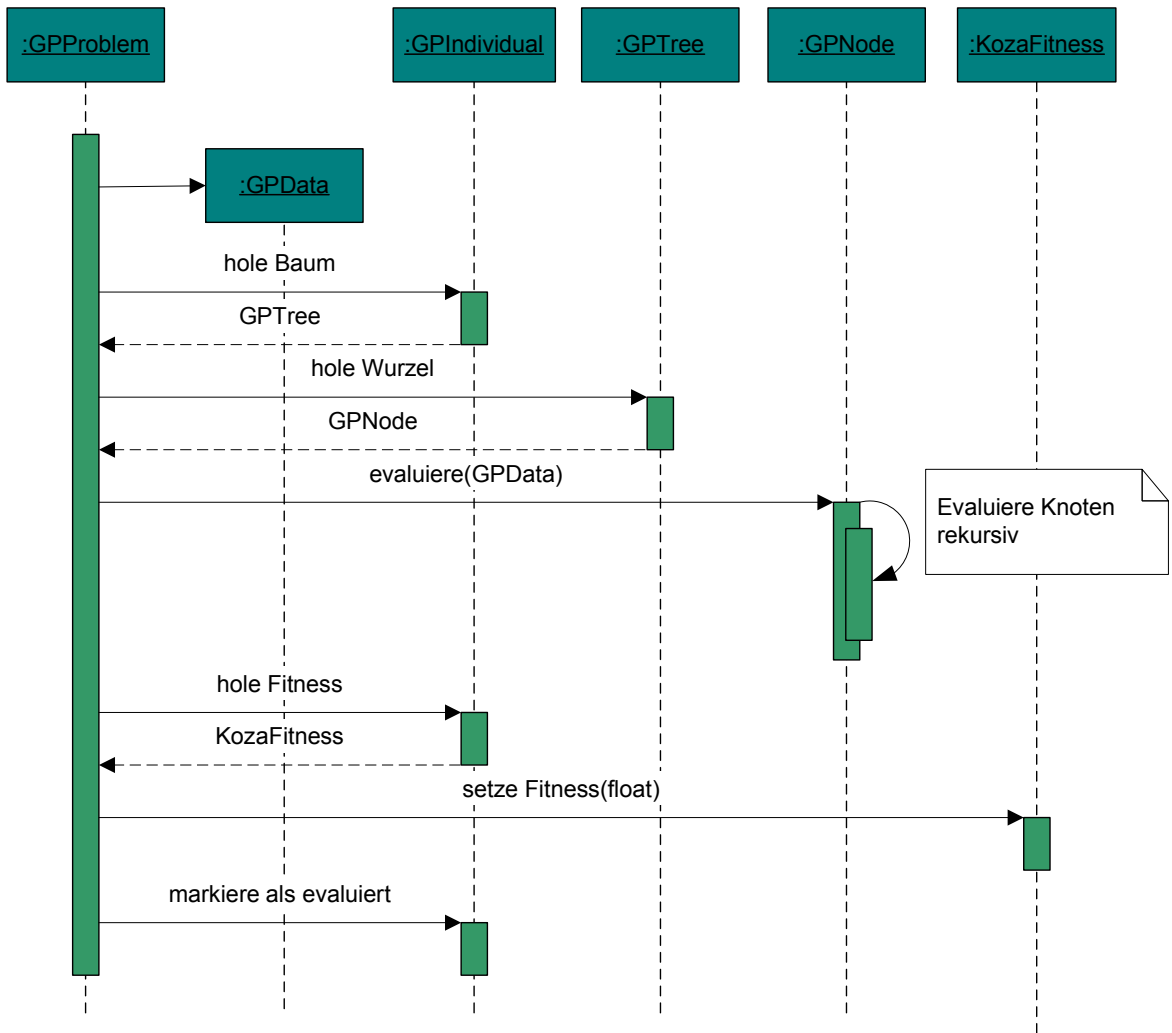 :GPProblem
:GPIndividual
:GPTree
:GPNode
:KozaFitness
:GPData
hole Baum
GPTree
hole Wurzel
GPNode
evaluiere(GPData)
Evaluiere Knoten
rekursiv
hole Fitness
KozaFitness
setze Fitness(float)
markiere als evaluiert